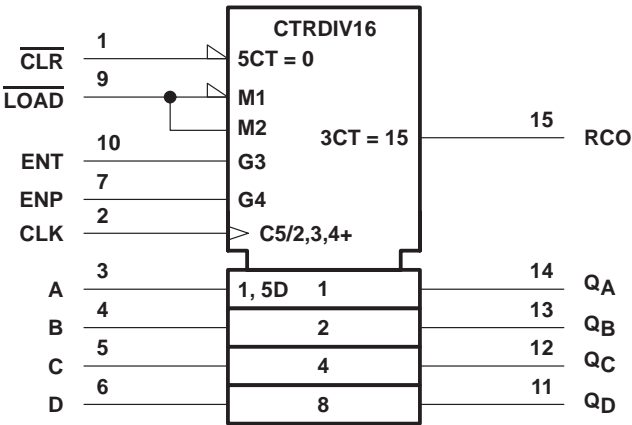 CTRDIV16
CLR 1 5CT = 0
LOAD 9 M1
M2
3CT = 15 15 RCO
ENT 10 G3
ENP 7 G4
CLK 2 C5/2,3,4+
A 3 1, 5D 1 14 QA
B 4 2 13 QB
C 5 4 12 QC
D 6 8 11 QD